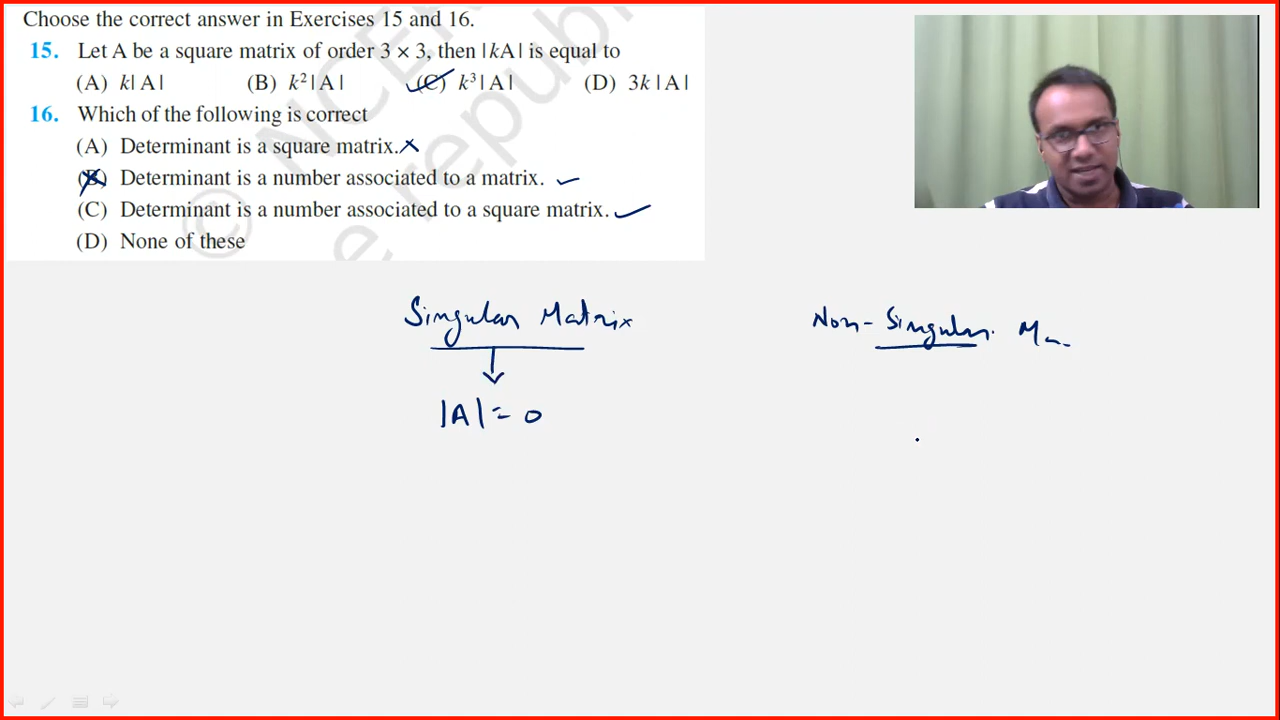 Choose the correct answer in Exercises 15 and 16.
15. Let A be a square matrix of order 3 × 3, then |kA| is equal to
(A) k|A| (B) k²|A| (C) k³|A| (D) 3k|A|
16. Which of the following is correct
(A) Determinant is a square matrix.
(B) Determinant is a number associated to a matrix.
(C) Determinant is a number associated to a square matrix.
(D) None of these
© NCE
e republ
Singular Matrix
Non-Singular
|A| = 0